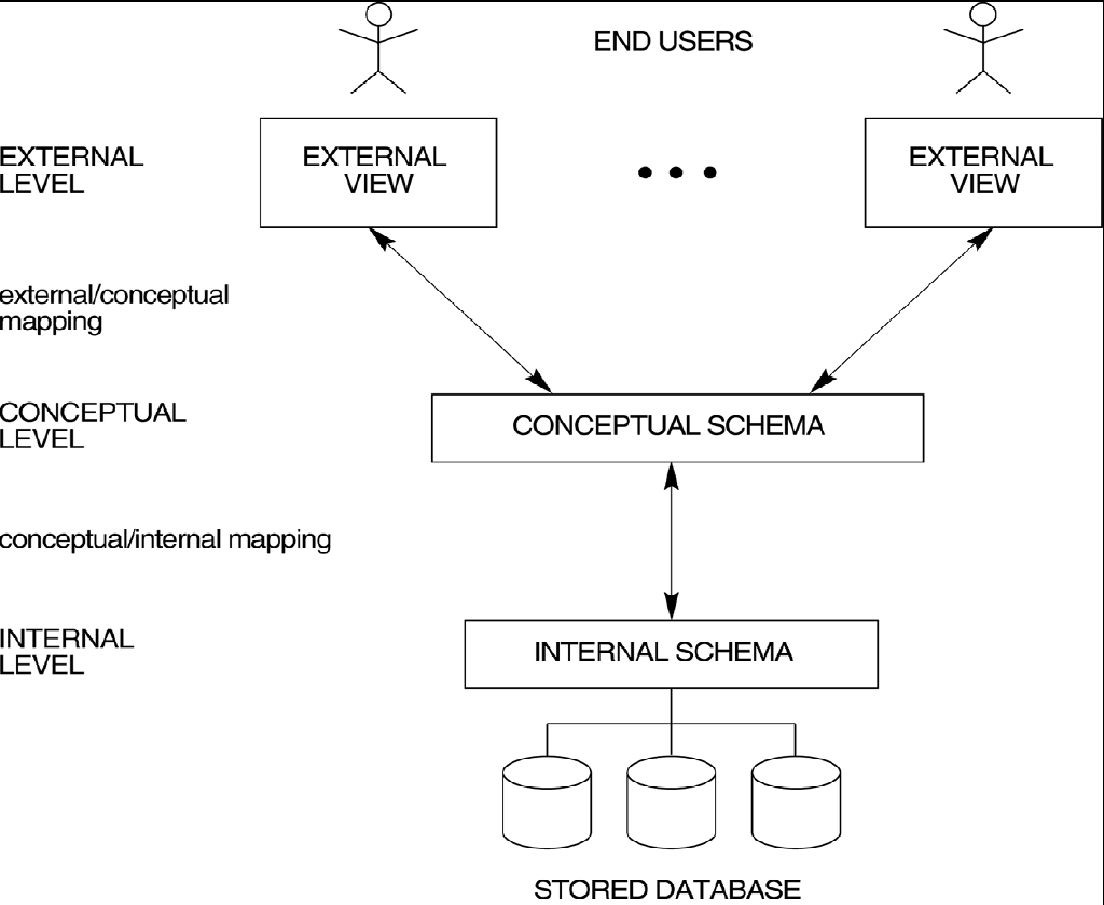 END USERS
EXTERNAL
LEVEL
EXTERNAL
VIEW
• • •
EXTERNAL
VIEW
external/conceptual
mapping
CONCEPTUAL
LEVEL
CONCEPTUAL SCHEMA
conceptual/internal mapping
INTERNAL
LEVEL
INTERNAL SCHEMA
STORED DATABASE